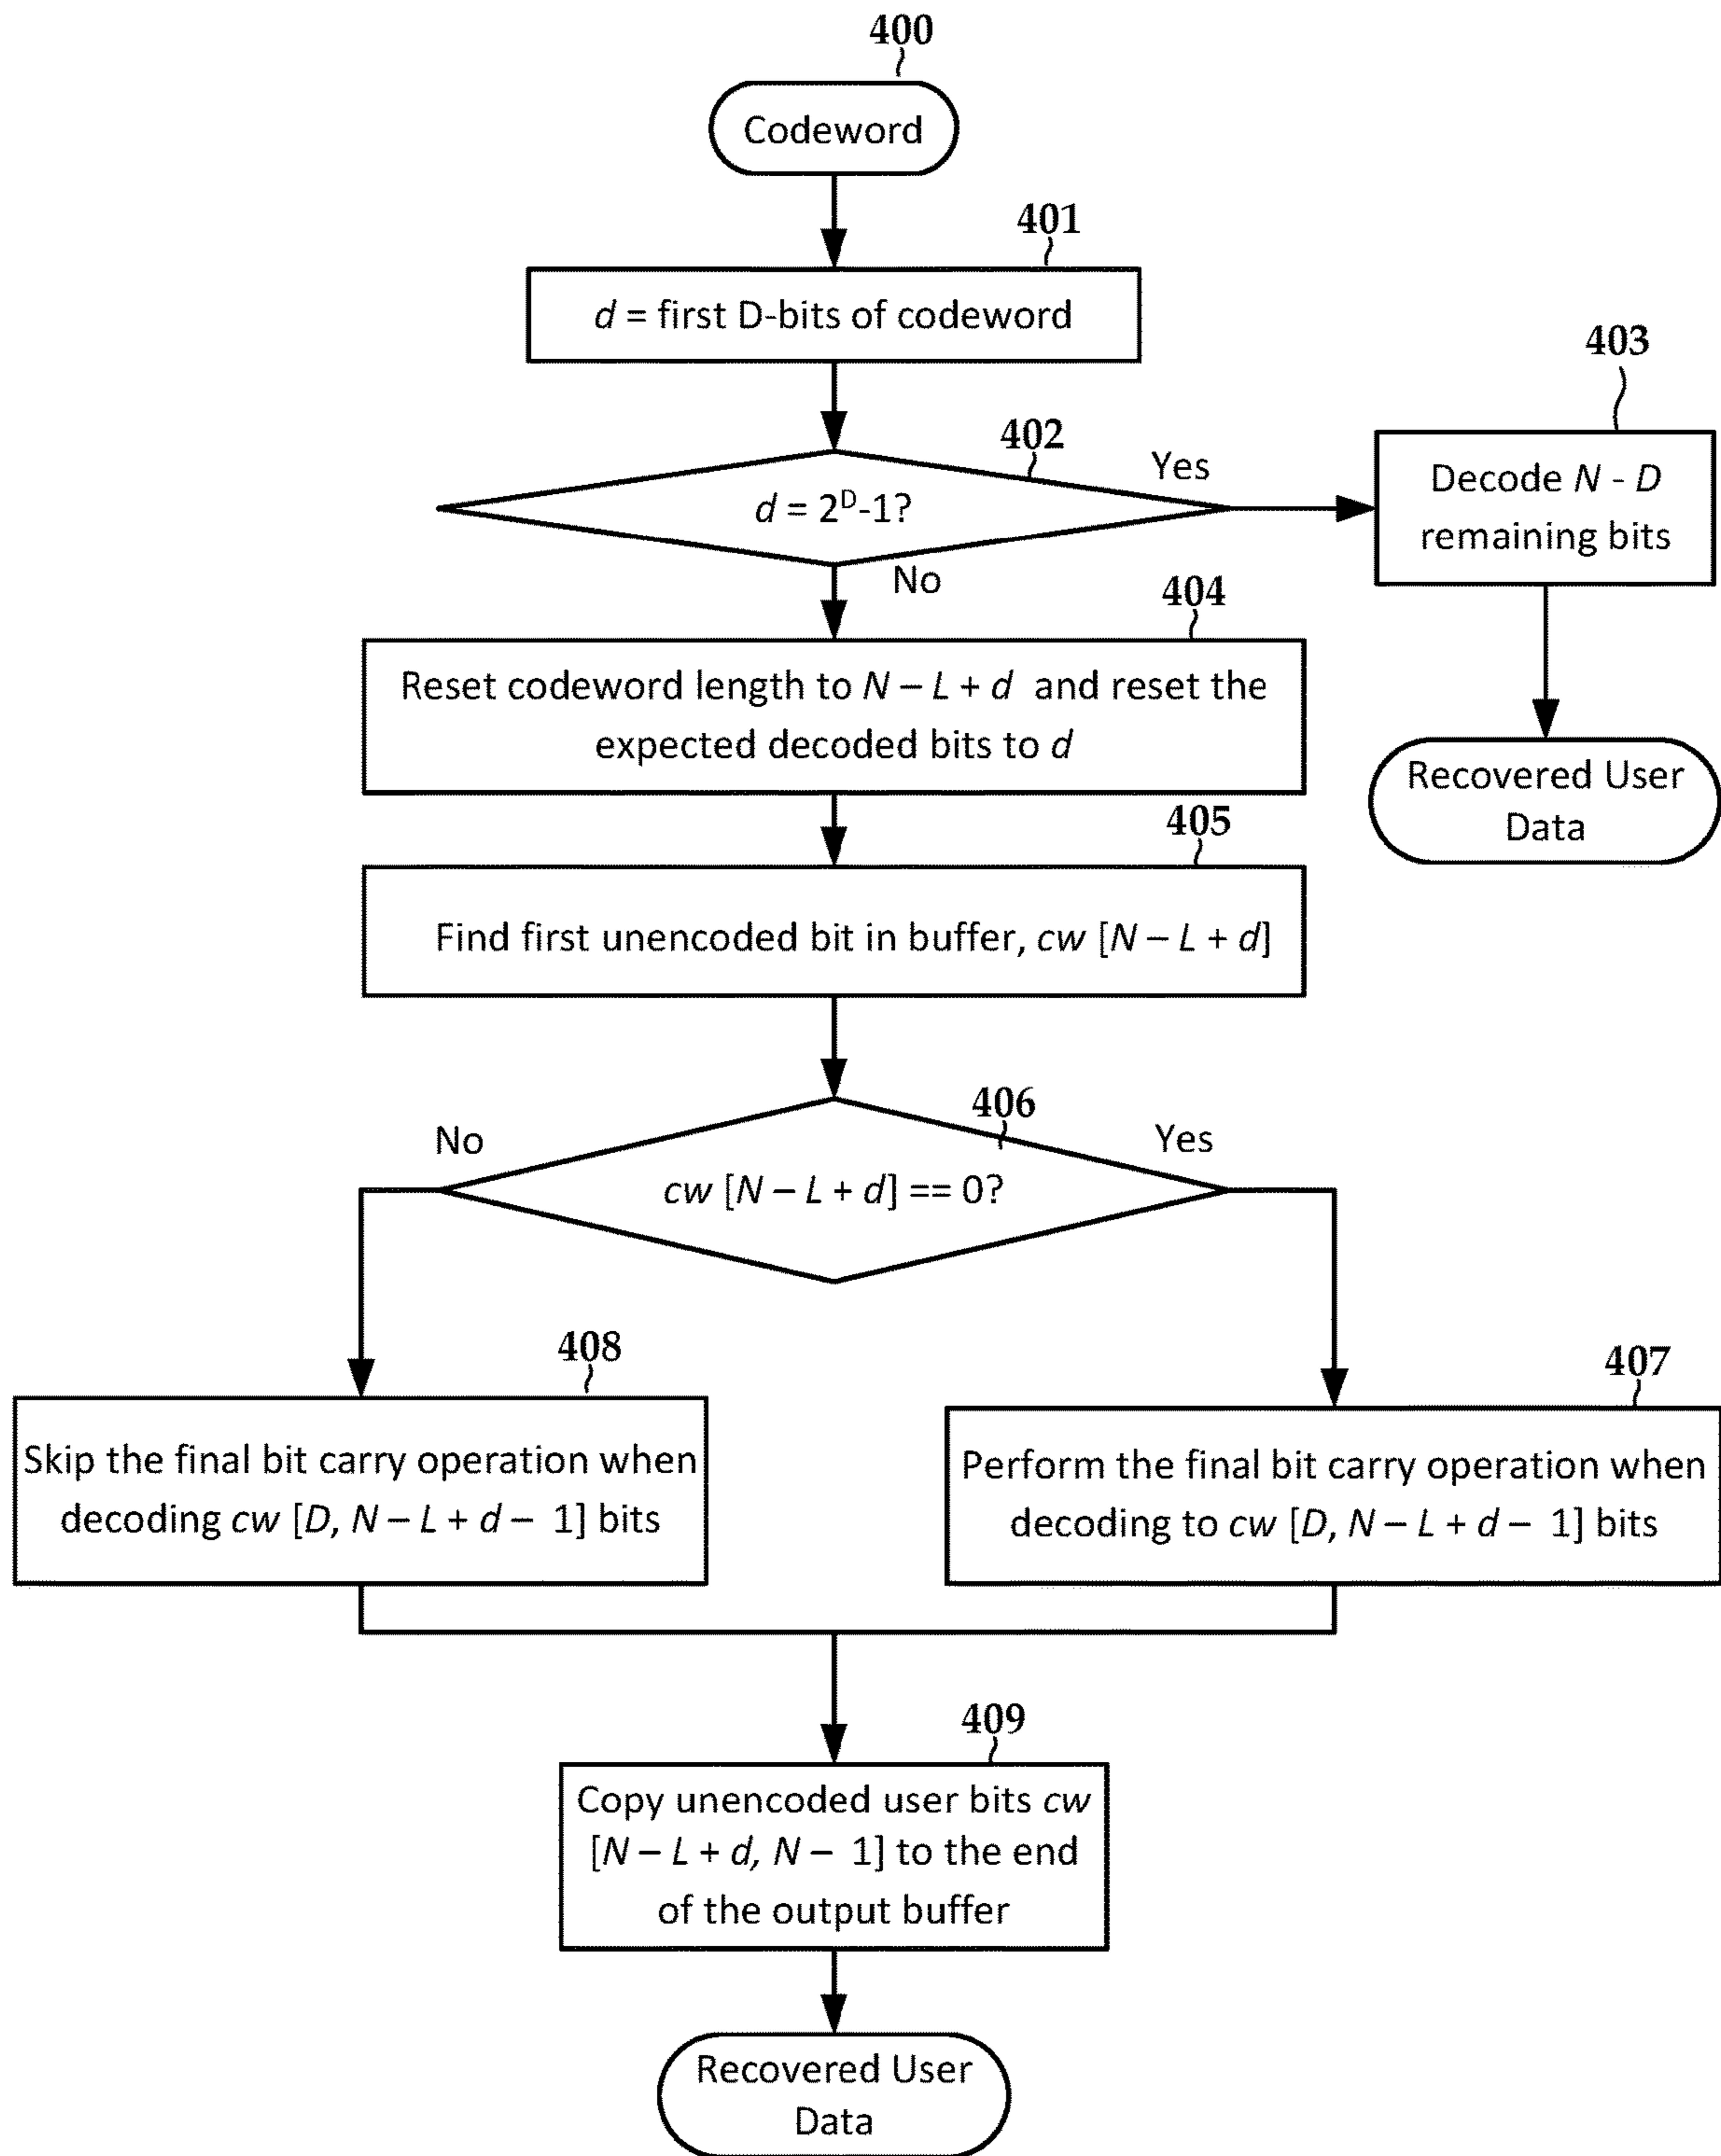 400
Codeword
401
d = first D-bits of codeword
403
402
Yes
d = 2ᴰ-1?
Decode N - D
remaining bits
No
404
Reset codeword length to N – L + d and reset the
expected decoded bits to d
Recovered User
Data
405
Find first unencoded bit in buffer, cw [N – L + d]
406
No
Yes
cw [N – L + d] == 0?
408
407
Skip the final bit carry operation when
decoding cw [D, N – L + d – 1] bits
Perform the final bit carry operation when
decoding to cw [D, N – L + d – 1] bits
409
Copy unencoded user bits cw
[N – L + d, N – 1] to the end
of the output buffer
Recovered User
Data